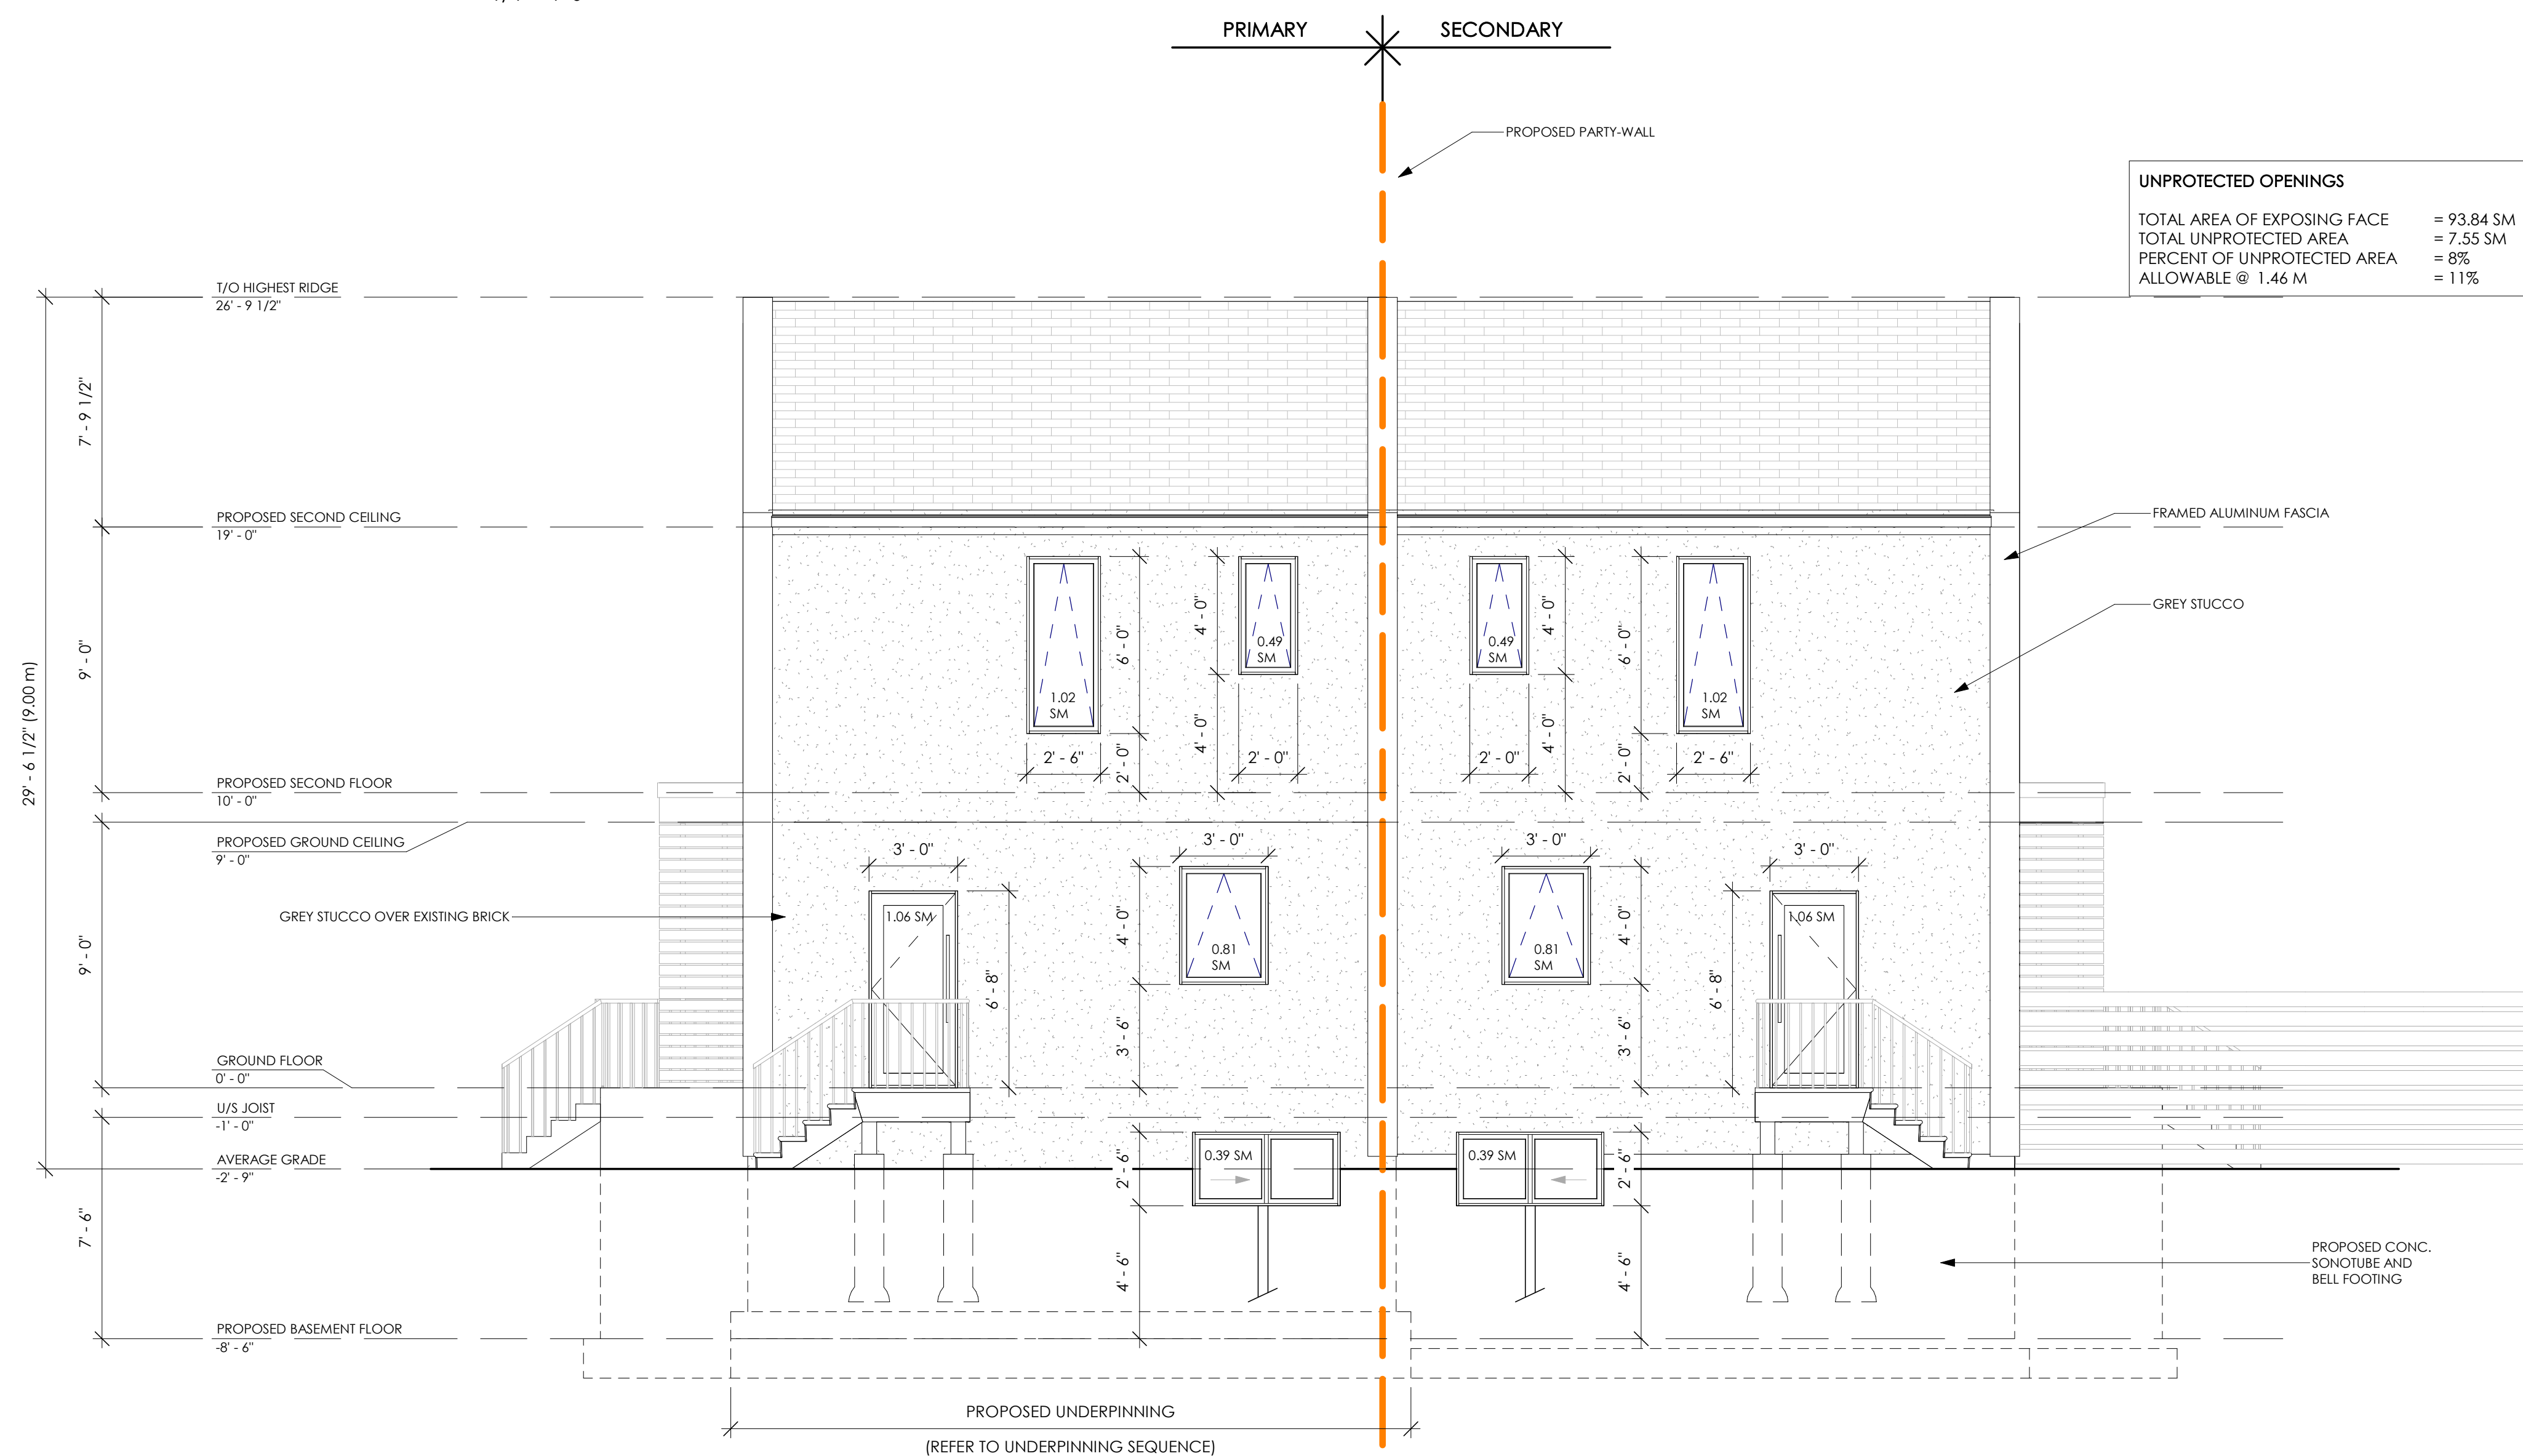 PRIMARY
SECONDARY
PROPOSED PARTY-WALL
UNPROTECTED OPENINGS
TOTAL AREA OF EXPOSING FACE = 93.84 SM
TOTAL UNPROTECTED AREA = 7.55 SM
PERCENT OF UNPROTECTED AREA = 8%
ALLOWABLE @ 1.46 M = 11%
T/O HIGHEST RIDGE
26' - 9 1/2"
7' - 9 1/2"
PROPOSED SECOND CEILING
19' - 0"
FRAMED ALUMINUM FASCIA
GREY STUCCO
29' - 6 1/2" (9.00 m)
9' - 0"
1.02
SM
6' - 0"
2' - 0"
2' - 6"
0.49
SM
4' - 0"
4' - 0"
2' - 0"
0.49
SM
4' - 0"
4' - 0"
2' - 0"
1.02
SM
6' - 0"
2' - 0"
2' - 6"
PROPOSED SECOND FLOOR
10' - 0"
PROPOSED GROUND CEILING
9' - 0"
GREY STUCCO OVER EXISTING BRICK
9' - 0"
3' - 0"
1.06 SM
6' - 8"
3' - 0"
0.81
SM
4' - 0"
3' - 6"
3' - 0"
0.81
SM
4' - 0"
3' - 6"
3' - 0"
1.06 SM
6' - 8"
GROUND FLOOR
0' - 0"
U/S JOIST
-1' - 0"
AVERAGE GRADE
-2' - 9"
0.39 SM
2' - 6"
4' - 6"
0.39 SM
2' - 6"
4' - 6"
7' - 6"
PROPOSED CONC.
SONOTUBE AND
BELL FOOTING
PROPOSED BASEMENT FLOOR
-8' - 6"
PROPOSED UNDERPINNING
(REFER TO UNDERPINNING SEQUENCE)